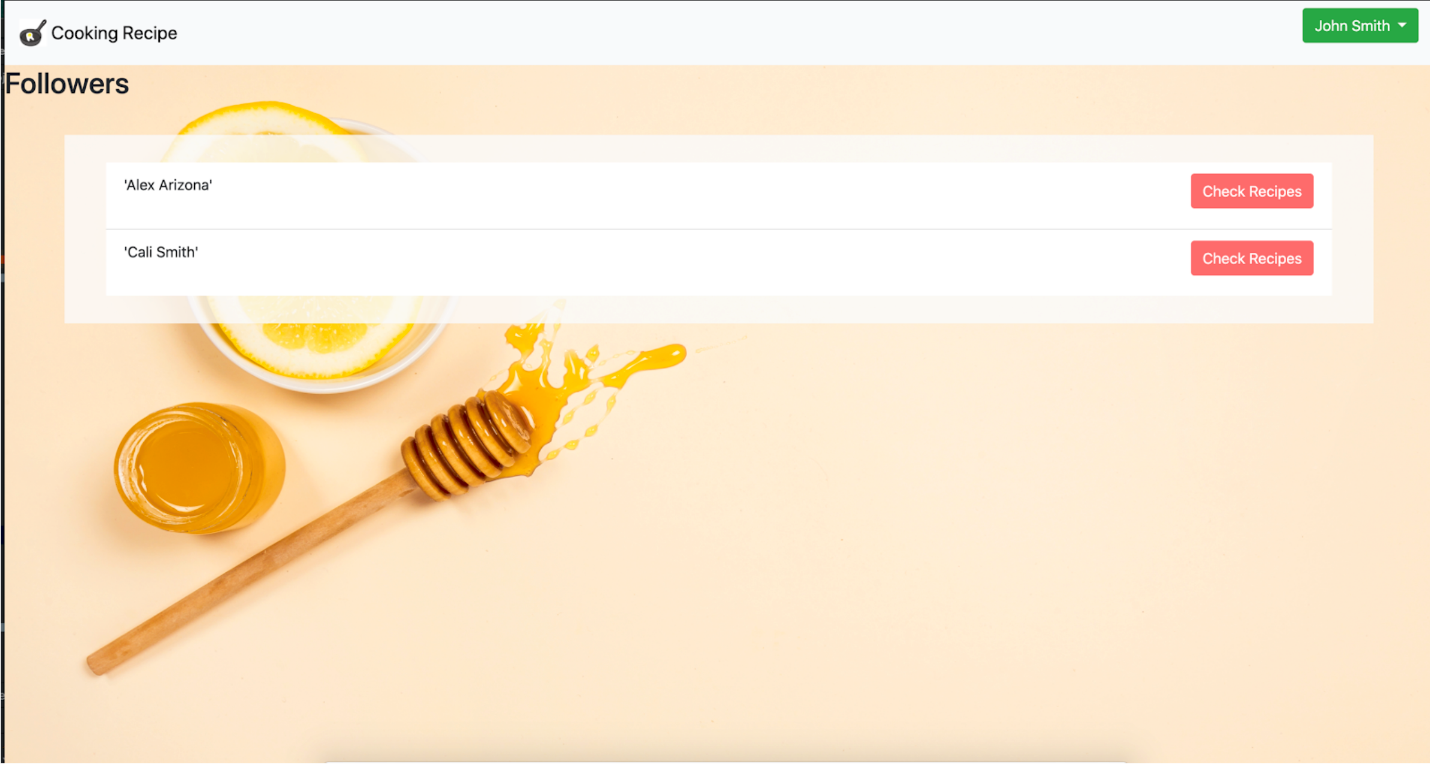 Cooking Recipe
John Smith
Followers
'Alex Arizona'
Check Recipes
'Cali Smith'
Check Recipes